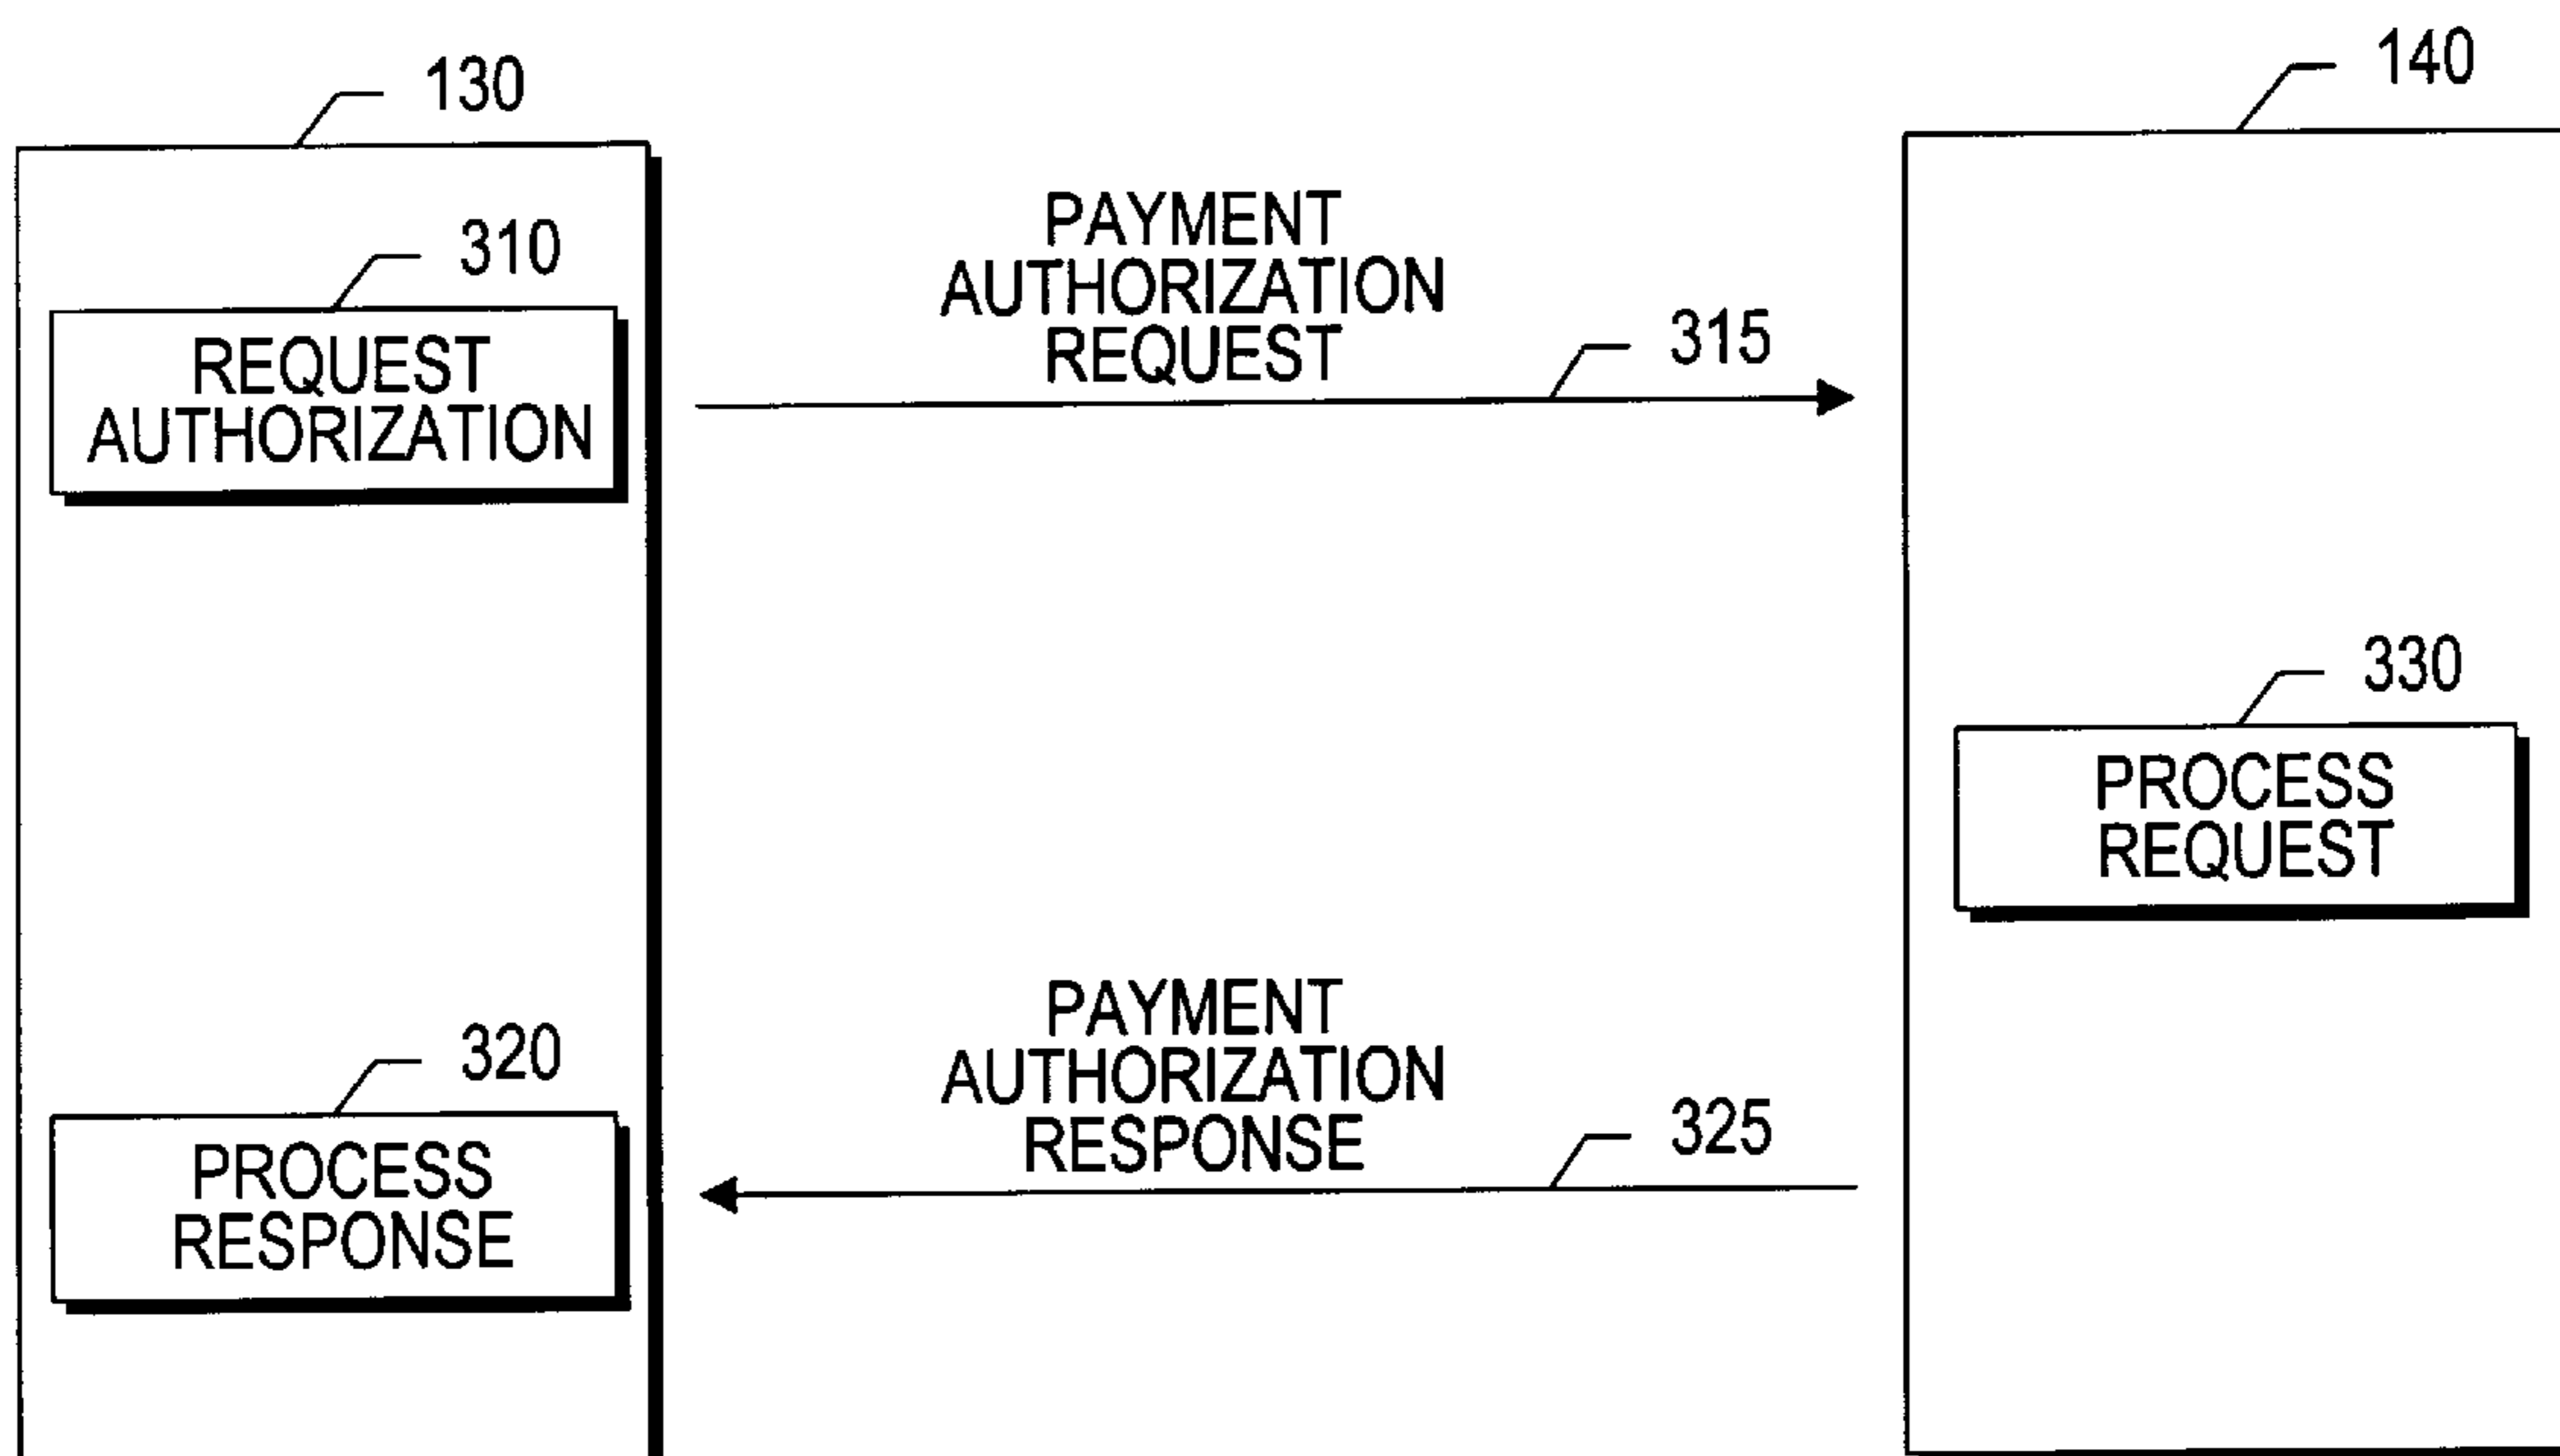 130
140
310
REQUEST
AUTHORIZATION
PAYMENT
AUTHORIZATION
REQUEST
315
330
PROCESS
REQUEST
320
PROCESS
RESPONSE
PAYMENT
AUTHORIZATION
RESPONSE
325